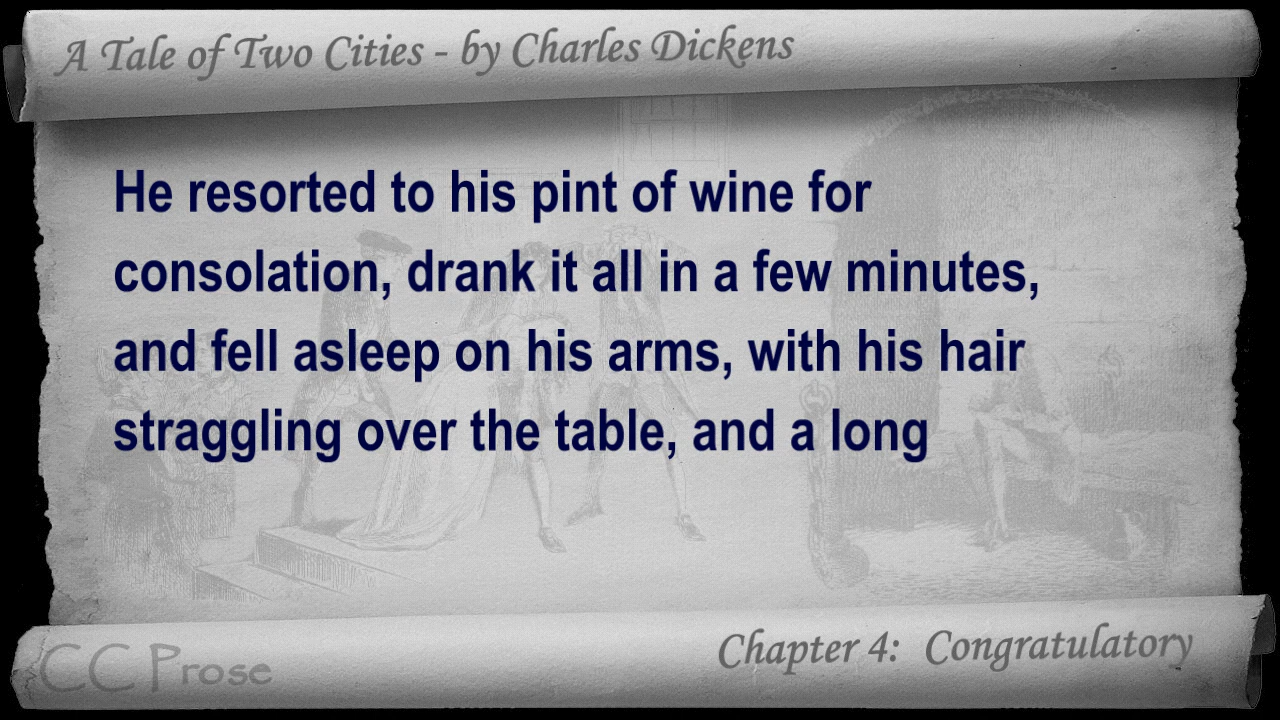 A Tale of Two Cities - by Charles Dickens
He resorted to his pint of wine for
consolation, drank it all in a few minutes,
and fell asleep on his arms, with his hair
straggling over the table, and a long
Chapter 4: Congratulatory
CC Prose